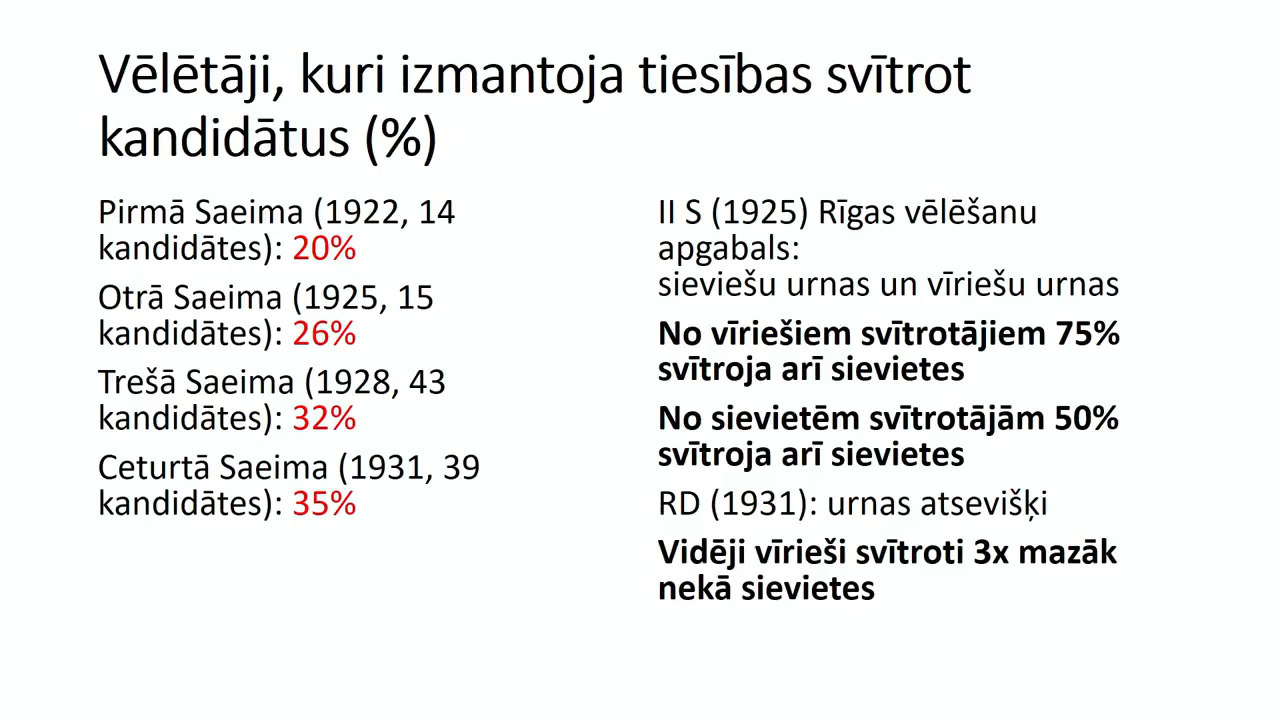 Vēlētāji, kuri izmantoja tiesības svītrot
kandidātus (%)
Pirmā Saeima (1922, 14
kandidātes): 20%
Otrā Saeima (1925, 15
kandidātes): 26%
Trešā Saeima (1928, 43
kandidātes): 32%
Ceturtā Saeima (1931, 39
kandidātes): 35%
II S (1925) Rīgas vēlēšanu
apgabals:
sieviešu urnas un vīriešu urnas
No vīriešiem svītrotājiem 75%
svītroja arī sievietes
No sievietēm svītrotājām 50%
svītroja arī sievietes
RD (1931): urnas atsevišķi
Vidēji vīrieši svītroti 3x mazāk
nekā sievietes